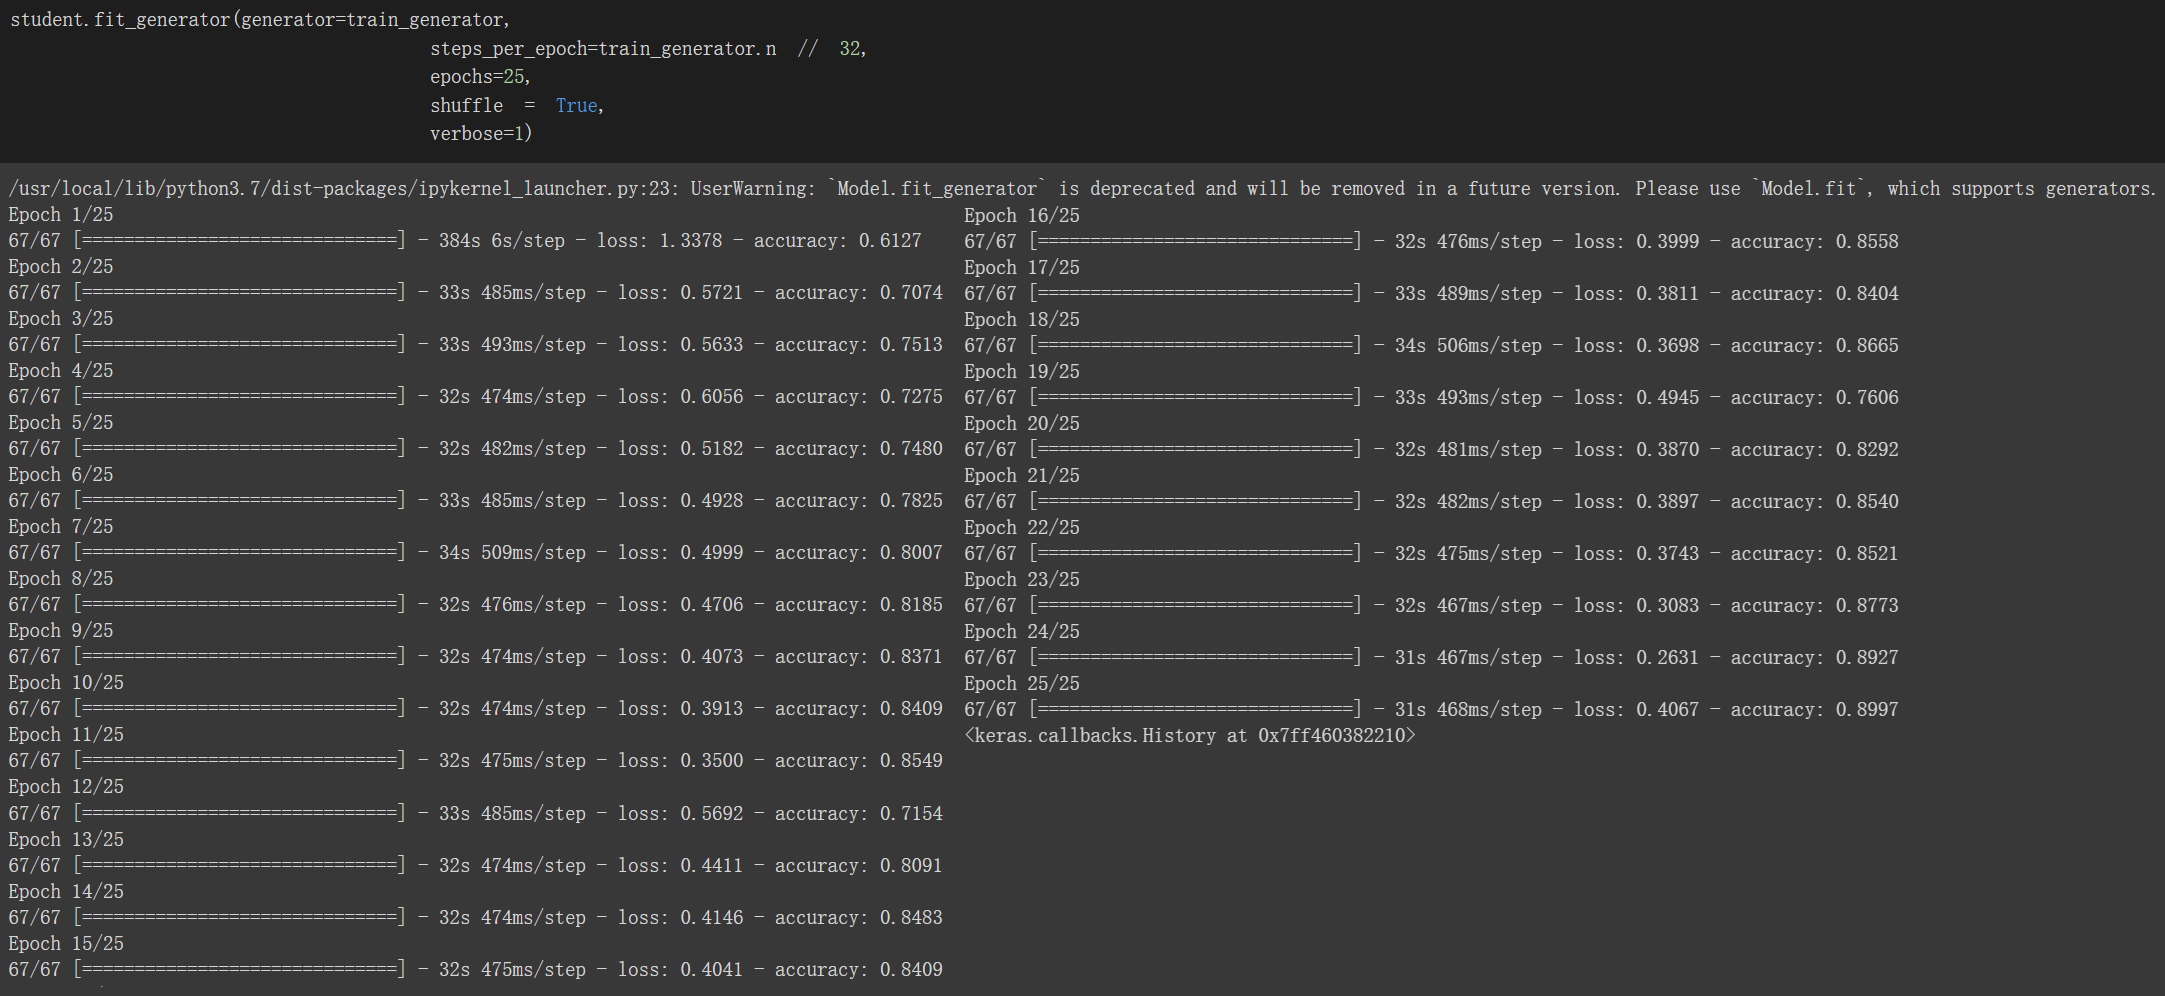 student.fit_generator(generator=train_generator,
steps_per_epoch=train_generator.n // 32,
epochs=25,
shuffle = True,
verbose=1)
/usr/local/lib/python3.7/dist-packages/ipykernel_launcher.py:23: UserWarning: `Model.fit_generator` is deprecated and will be removed in a future version. Please use `Model.fit`, which supports generators.
Epoch 1/25
67/67 [==============================] - 384s 6s/step - loss: 1.3378 - accuracy: 0.6127
Epoch 2/25
67/67 [==============================] - 33s 485ms/step - loss: 0.5721 - accuracy: 0.7074
Epoch 3/25
67/67 [==============================] - 33s 493ms/step - loss: 0.5633 - accuracy: 0.7513
Epoch 4/25
67/67 [==============================] - 32s 474ms/step - loss: 0.6056 - accuracy: 0.7275
Epoch 5/25
67/67 [==============================] - 32s 482ms/step - loss: 0.5182 - accuracy: 0.7480
Epoch 6/25
67/67 [==============================] - 33s 485ms/step - loss: 0.4928 - accuracy: 0.7825
Epoch 7/25
67/67 [==============================] - 34s 509ms/step - loss: 0.4999 - accuracy: 0.8007
Epoch 8/25
67/67 [==============================] - 32s 476ms/step - loss: 0.4706 - accuracy: 0.8185
Epoch 9/25
67/67 [==============================] - 32s 474ms/step - loss: 0.4073 - accuracy: 0.8371
Epoch 10/25
67/67 [==============================] - 32s 474ms/step - loss: 0.3913 - accuracy: 0.8409
Epoch 11/25
67/67 [==============================] - 32s 475ms/step - loss: 0.3500 - accuracy: 0.8549
Epoch 12/25
67/67 [==============================] - 33s 485ms/step - loss: 0.5692 - accuracy: 0.7154
Epoch 13/25
67/67 [==============================] - 32s 474ms/step - loss: 0.4411 - accuracy: 0.8091
Epoch 14/25
67/67 [==============================] - 32s 474ms/step - loss: 0.4146 - accuracy: 0.8483
Epoch 15/25
67/67 [==============================] - 32s 475ms/step - loss: 0.4041 - accuracy: 0.8409
Epoch 16/25
67/67 [==============================] - 32s 476ms/step - loss: 0.3999 - accuracy: 0.8558
Epoch 17/25
67/67 [==============================] - 33s 489ms/step - loss: 0.3811 - accuracy: 0.8404
Epoch 18/25
67/67 [==============================] - 34s 506ms/step - loss: 0.3698 - accuracy: 0.8665
Epoch 19/25
67/67 [==============================] - 33s 493ms/step - loss: 0.4945 - accuracy: 0.7606
Epoch 20/25
67/67 [==============================] - 32s 481ms/step - loss: 0.3870 - accuracy: 0.8292
Epoch 21/25
67/67 [==============================] - 32s 482ms/step - loss: 0.3897 - accuracy: 0.8540
Epoch 22/25
67/67 [==============================] - 32s 475ms/step - loss: 0.3743 - accuracy: 0.8521
Epoch 23/25
67/67 [==============================] - 32s 467ms/step - loss: 0.3083 - accuracy: 0.8773
Epoch 24/25
67/67 [==============================] - 31s 467ms/step - loss: 0.2631 - accuracy: 0.8927
Epoch 25/25
67/67 [==============================] - 31s 468ms/step - loss: 0.4067 - accuracy: 0.8997
<keras.callbacks.History at 0x7ff460382210>